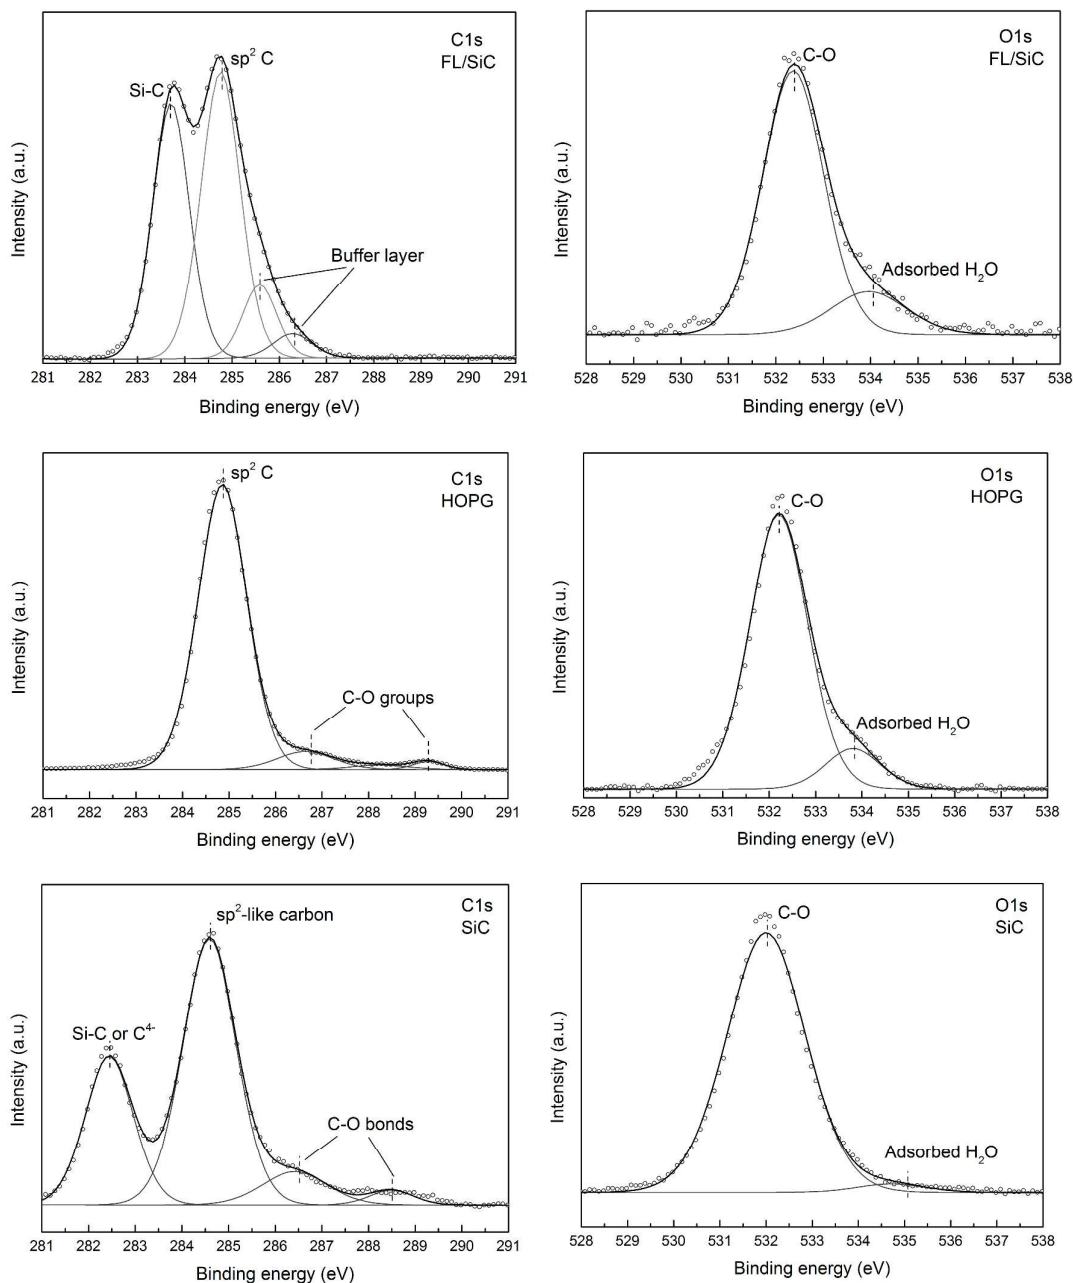 C1s
FL/SiC
sp² C
Si-C
Buffer layer
Intensity (a.u.)
281 282 283 284 285 286 287 288 289 290 291
Binding energy (eV)
O1s
FL/SiC
C-O
Adsorbed H₂O
Intensity (a.u.)
528 529 530 531 532 533 534 535 536 537 538
Binding energy (eV)
C1s
HOPG
sp² C
C-O groups
Intensity (a.u.)
281 282 283 284 285 286 287 288 289 290 291
Binding energy (eV)
O1s
HOPG
C-O
Adsorbed H₂O
Intensity (a.u.)
528 529 530 531 532 533 534 535 536 537 538
Binding energy (eV)
C1s
SiC
sp²-like carbon
Si-C or C⁴⁻
C-O bonds
Intensity (a.u.)
281 282 283 284 285 286 287 288 289 290 291
Binding energy (eV)
O1s
SiC
C-O
Adsorbed H₂O
Intensity (a.u.)
528 529 530 531 532 533 534 535 536 537 538
Binding energy (eV)